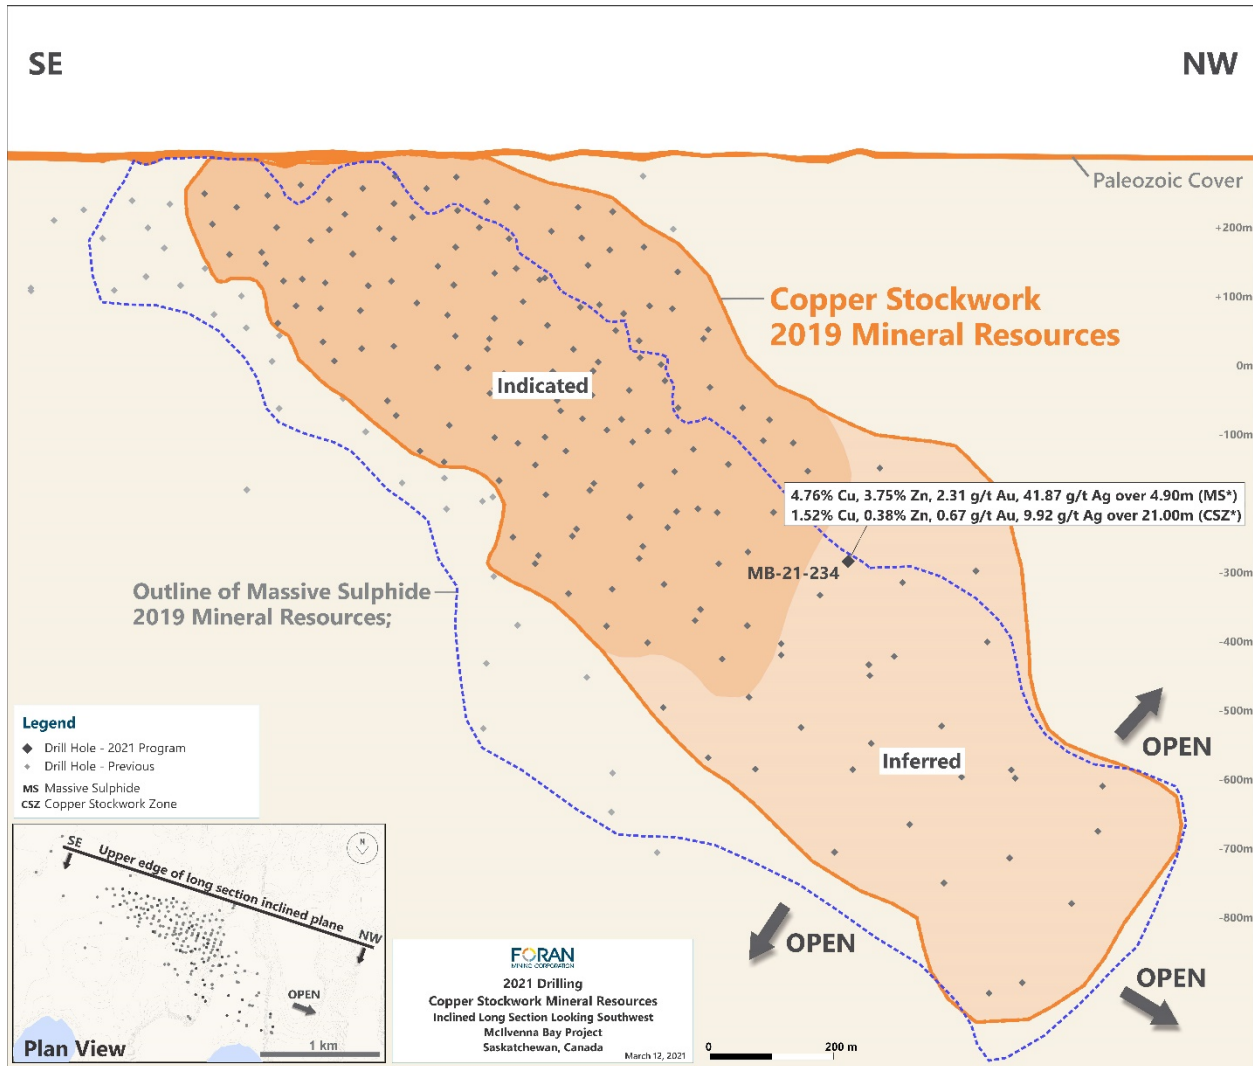 SE
NW
Paleozoic Cover
+200m
+100m
Copper Stockwork
2019 Mineral Resources
0m
Indicated
-100m
4.76% Cu, 3.75% Zn, 2.31 g/t Au, 41.87 g/t Ag over 4.90m (MS*)
1.52% Cu, 0.38% Zn, 0.67 g/t Au, 9.92 g/t Ag over 21.00m (CSZ*)
MB-21-234
-300m
Outline of Massive Sulphide
2019 Mineral Resources;
-400m
-500m
OPEN
Inferred
-600m
-700m
-800m
OPEN
OPEN
Legend
Drill Hole - 2021 Program
Drill Hole - Previous
MS Massive Sulphide
CSZ Copper Stockwork Zone
SE
Upper edge of long section inclined plane
NW
N
OPEN
Plan View
1 km
FORAN
MINING CORPORATION
2021 Drilling
Copper Stockwork Mineral Resources
Inclined Long Section Looking Southwest
McIlvenna Bay Project
Saskatchewan, Canada
March 12, 2021
0
200 m